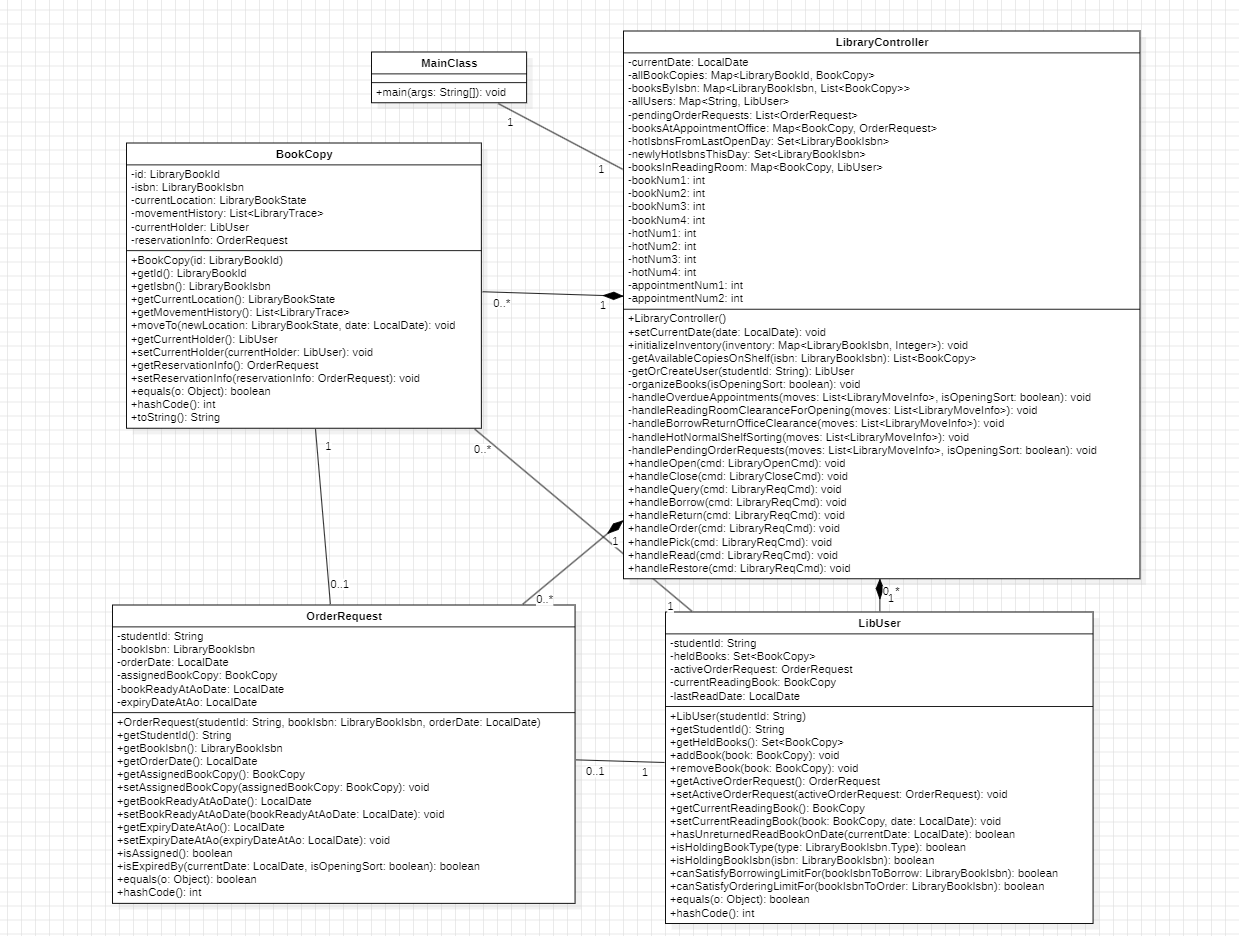 MainClass
+main(args: String[]): void
LibraryController
-currentDate: LocalDate
-allBookCopies: Map<LibraryBookId, BookCopy>
-booksByIsbn: Map<LibraryBookIsbn, List<BookCopy>>
-allUsers: Map<String, LibUser>
-pendingOrderRequests: List<OrderRequest>
-booksAtAppointmentOffice: Map<BookCopy, OrderRequest>
-hotIsbnsFromLastOpenDay: Set<LibraryBookIsbn>
-newlyHotIsbnsThisDay: Set<LibraryBookIsbn>
-booksInReadingRoom: Map<BookCopy, LibUser>
-bookNum1: int
-bookNum2: int
-bookNum3: int
-bookNum4: int
-hotNum1: int
-hotNum2: int
-hotNum3: int
-hotNum4: int
-appointmentNum1: int
-appointmentNum2: int
+LibraryController()
+setCurrentDate(date: LocalDate): void
+initializeInventory(inventory: Map<LibraryBookIsbn, Integer>): void
-getAvailableCopiesOnShelf(isbn: LibraryBookIsbn): List<BookCopy>
-getOrCreateUser(studentId: String): LibUser
-organizeBooks(isOpeningSort: boolean): void
-handleOverdueAppointments(moves: List<LibraryMoveInfo>, isOpeningSort: boolean): void
-handleReadingRoomClearanceForOpening(moves: List<LibraryMoveInfo>): void
-handleBorrowReturnOfficeClearance(moves: List<LibraryMoveInfo>): void
-handleHotNormalShelfSorting(moves: List<LibraryMoveInfo>): void
-handlePendingOrderRequests(moves: List<LibraryMoveInfo>, isOpeningSort: boolean): void
+handleOpen(cmd: LibraryOpenCmd): void
+handleClose(cmd: LibraryCloseCmd): void
+handleQuery(cmd: LibraryReqCmd): void
+handleBorrow(cmd: LibraryReqCmd): void
+handleReturn(cmd: LibraryReqCmd): void
+handleOrder(cmd: LibraryReqCmd): void
+handlePick(cmd: LibraryReqCmd): void
+handleRead(cmd: LibraryReqCmd): void
+handleRestore(cmd: LibraryReqCmd): void
1
1
BookCopy
-id: LibraryBookId
-isbn: LibraryBookIsbn
-currentLocation: LibraryBookState
-movementHistory: List<LibraryTrace>
-currentHolder: LibUser
-reservationInfo: OrderRequest
+BookCopy(id: LibraryBookId)
+getId(): LibraryBookId
+getIsbn(): LibraryBookIsbn
+getCurrentLocation(): LibraryBookState
+getMovementHistory(): List<LibraryTrace>
+moveTo(newLocation: LibraryBookState, date: LocalDate): void
+getCurrentHolder(): LibUser
+setCurrentHolder(currentHolder: LibUser): void
+getReservationInfo(): OrderRequest
+setReservationInfo(reservationInfo: OrderRequest): void
+equals(o: Object): boolean
+hashCode(): int
+toString(): String
0..*
1
1
0..*
1
0..1
0..*
1
0..*
1
OrderRequest
-studentId: String
-bookIsbn: LibraryBookIsbn
-orderDate: LocalDate
-assignedBookCopy: BookCopy
-bookReadyAtAoDate: LocalDate
-expiryDateAtAo: LocalDate
+OrderRequest(studentId: String, bookIsbn: LibraryBookIsbn, orderDate: LocalDate)
+getStudentId(): String
+getBookIsbn(): LibraryBookIsbn
+getOrderDate(): LocalDate
+getAssignedBookCopy(): BookCopy
+setAssignedBookCopy(assignedBookCopy: BookCopy): void
+getBookReadyAtAoDate(): LocalDate
+setBookReadyAtAoDate(bookReadyAtAoDate: LocalDate): void
+getExpiryDateAtAo(): LocalDate
+setExpiryDateAtAo(expiryDateAtAo: LocalDate): void
+isAssigned(): boolean
+isExpiredBy(currentDate: LocalDate, isOpeningSort: boolean): boolean
+equals(o: Object): boolean
+hashCode(): int
0..1
1
LibUser
-studentId: String
-heldBooks: Set<BookCopy>
-activeOrderRequest: OrderRequest
-currentReadingBook: BookCopy
-lastReadDate: LocalDate
+LibUser(studentId: String)
+getStudentId(): String
+getHeldBooks(): Set<BookCopy>
+addBook(book: BookCopy): void
+removeBook(book: BookCopy): void
+getActiveOrderRequest(): OrderRequest
+setActiveOrderRequest(activeOrderRequest: OrderRequest): void
+getCurrentReadingBook(): BookCopy
+setCurrentReadingBook(book: BookCopy, date: LocalDate): void
+hasUnreturnedReadBookOnDate(currentDate: LocalDate): boolean
+isHoldingBookType(type: LibraryBookIsbn.Type): boolean
+isHoldingBookIsbn(isbn: LibraryBookIsbn): boolean
+canSatisfyBorrowingLimitFor(bookIsbnToBorrow: LibraryBookIsbn): boolean
+canSatisfyOrderingLimitFor(bookIsbnToOrder: LibraryBookIsbn): boolean
+equals(o: Object): boolean
+hashCode(): int